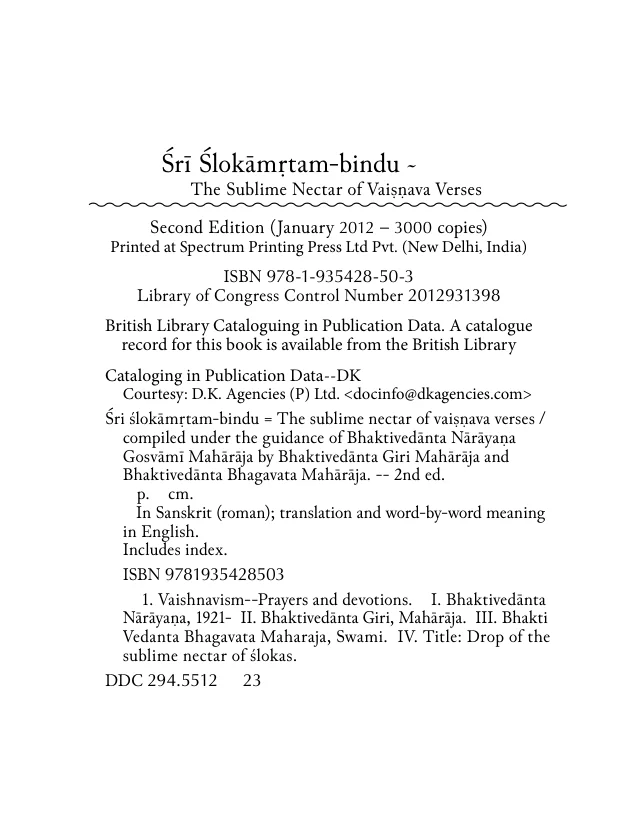 Śrī Ślokāmṛtam-bindu ~
The Sublime Nectar of Vaiṣṇava Verses
Second Edition (January 2012 – 3000 copies)
Printed at Spectrum Printing Press Ltd Pvt. (New Delhi, India)
ISBN 978-1-935428-50-3
Library of Congress Control Number 2012931398
British Library Cataloguing in Publication Data. A catalogue
record for this book is available from the British Library
Cataloging in Publication Data--DK
Courtesy: D.K. Agencies (P) Ltd. <docinfo@dkagencies.com>
Śri ślokāmṛtam-bindu = The sublime nectar of vaiṣṇava verses /
compiled under the guidance of Bhaktivedānta Nārāyaṇa
Gosvāmī Mahārāja by Bhaktivedānta Giri Mahārāja and
Bhaktivedānta Bhagavata Mahārāja. -- 2nd ed.
p. cm.
In Sanskrit (roman); translation and word-by-word meaning
in English.
Includes index.
ISBN 9781935428503
1. Vaishnavism--Prayers and devotions. I. Bhaktivedānta
Nārāyaṇa, 1921- II. Bhaktivedānta Giri, Mahārāja. III. Bhakti
Vedanta Bhagavata Maharaja, Swami. IV. Title: Drop of the
sublime nectar of ślokas.
DDC 294.5512 23